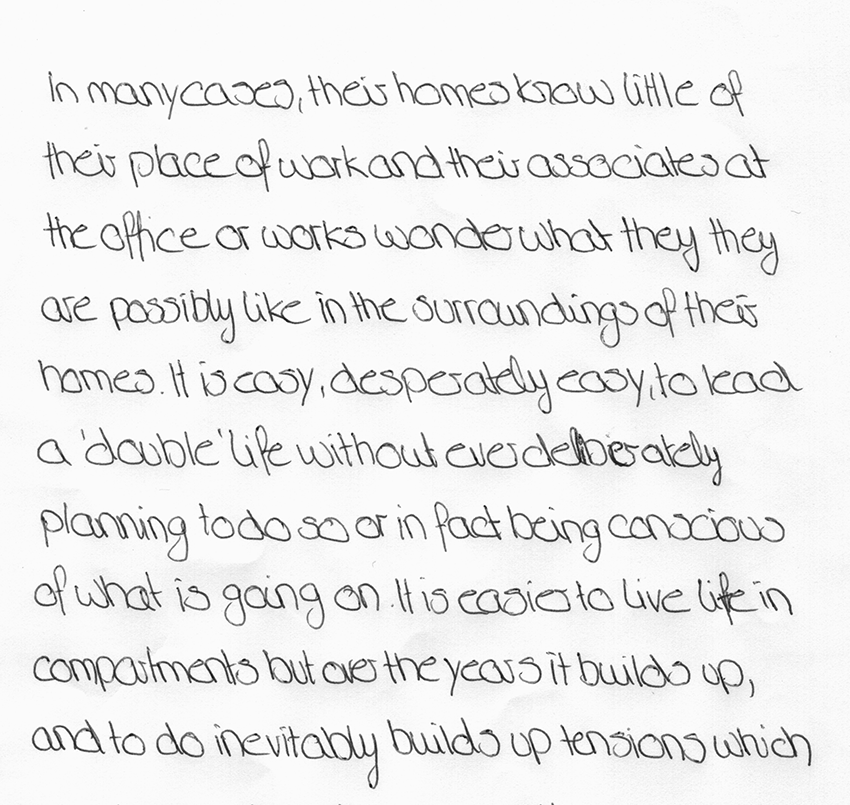 In many cases, their homes know little of
their place of work and their associates at
the office or works wonder what they they
are possibly like in the surroundings of their
homes. It is easy, desperately easy, to lead
a 'double' life without ever deliberately
planning to do so or in fact being conscious
of what is going on. It is easier to live life in
compartments but over the years it builds up,
and to do inevitably builds up tensions which